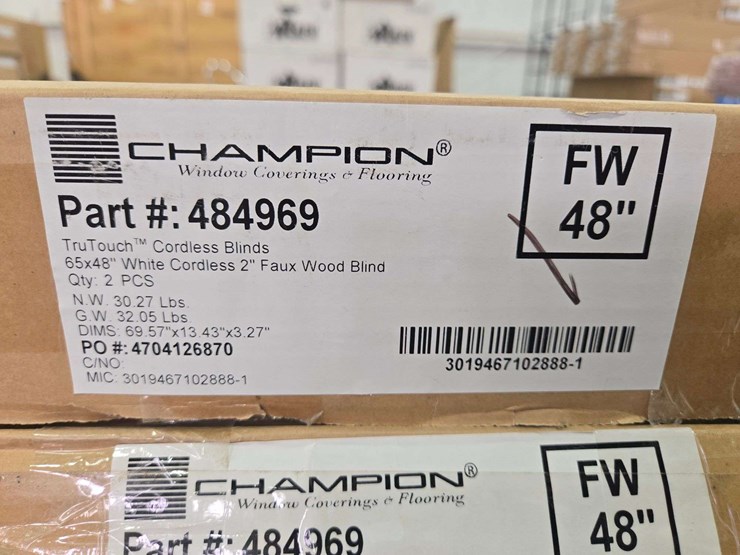 CHAMPION®
Window Coverings & Flooring
FW
48"
Part #: 484969
TruTouch™ Cordless Blinds
65x48" White Cordless 2" Faux Wood Blind
Qty: 2 PCS
N.W. 30.27 Lbs.
G.W. 32.05 Lbs.
DIMS: 69.57"x13.43"x3.27"
PO #: 4704126870
C/NO:
MIC: 3019467102888-1
3019467102888-1
CHAMPION®
Window Coverings & Flooring
FW
48"
Part #: 484969